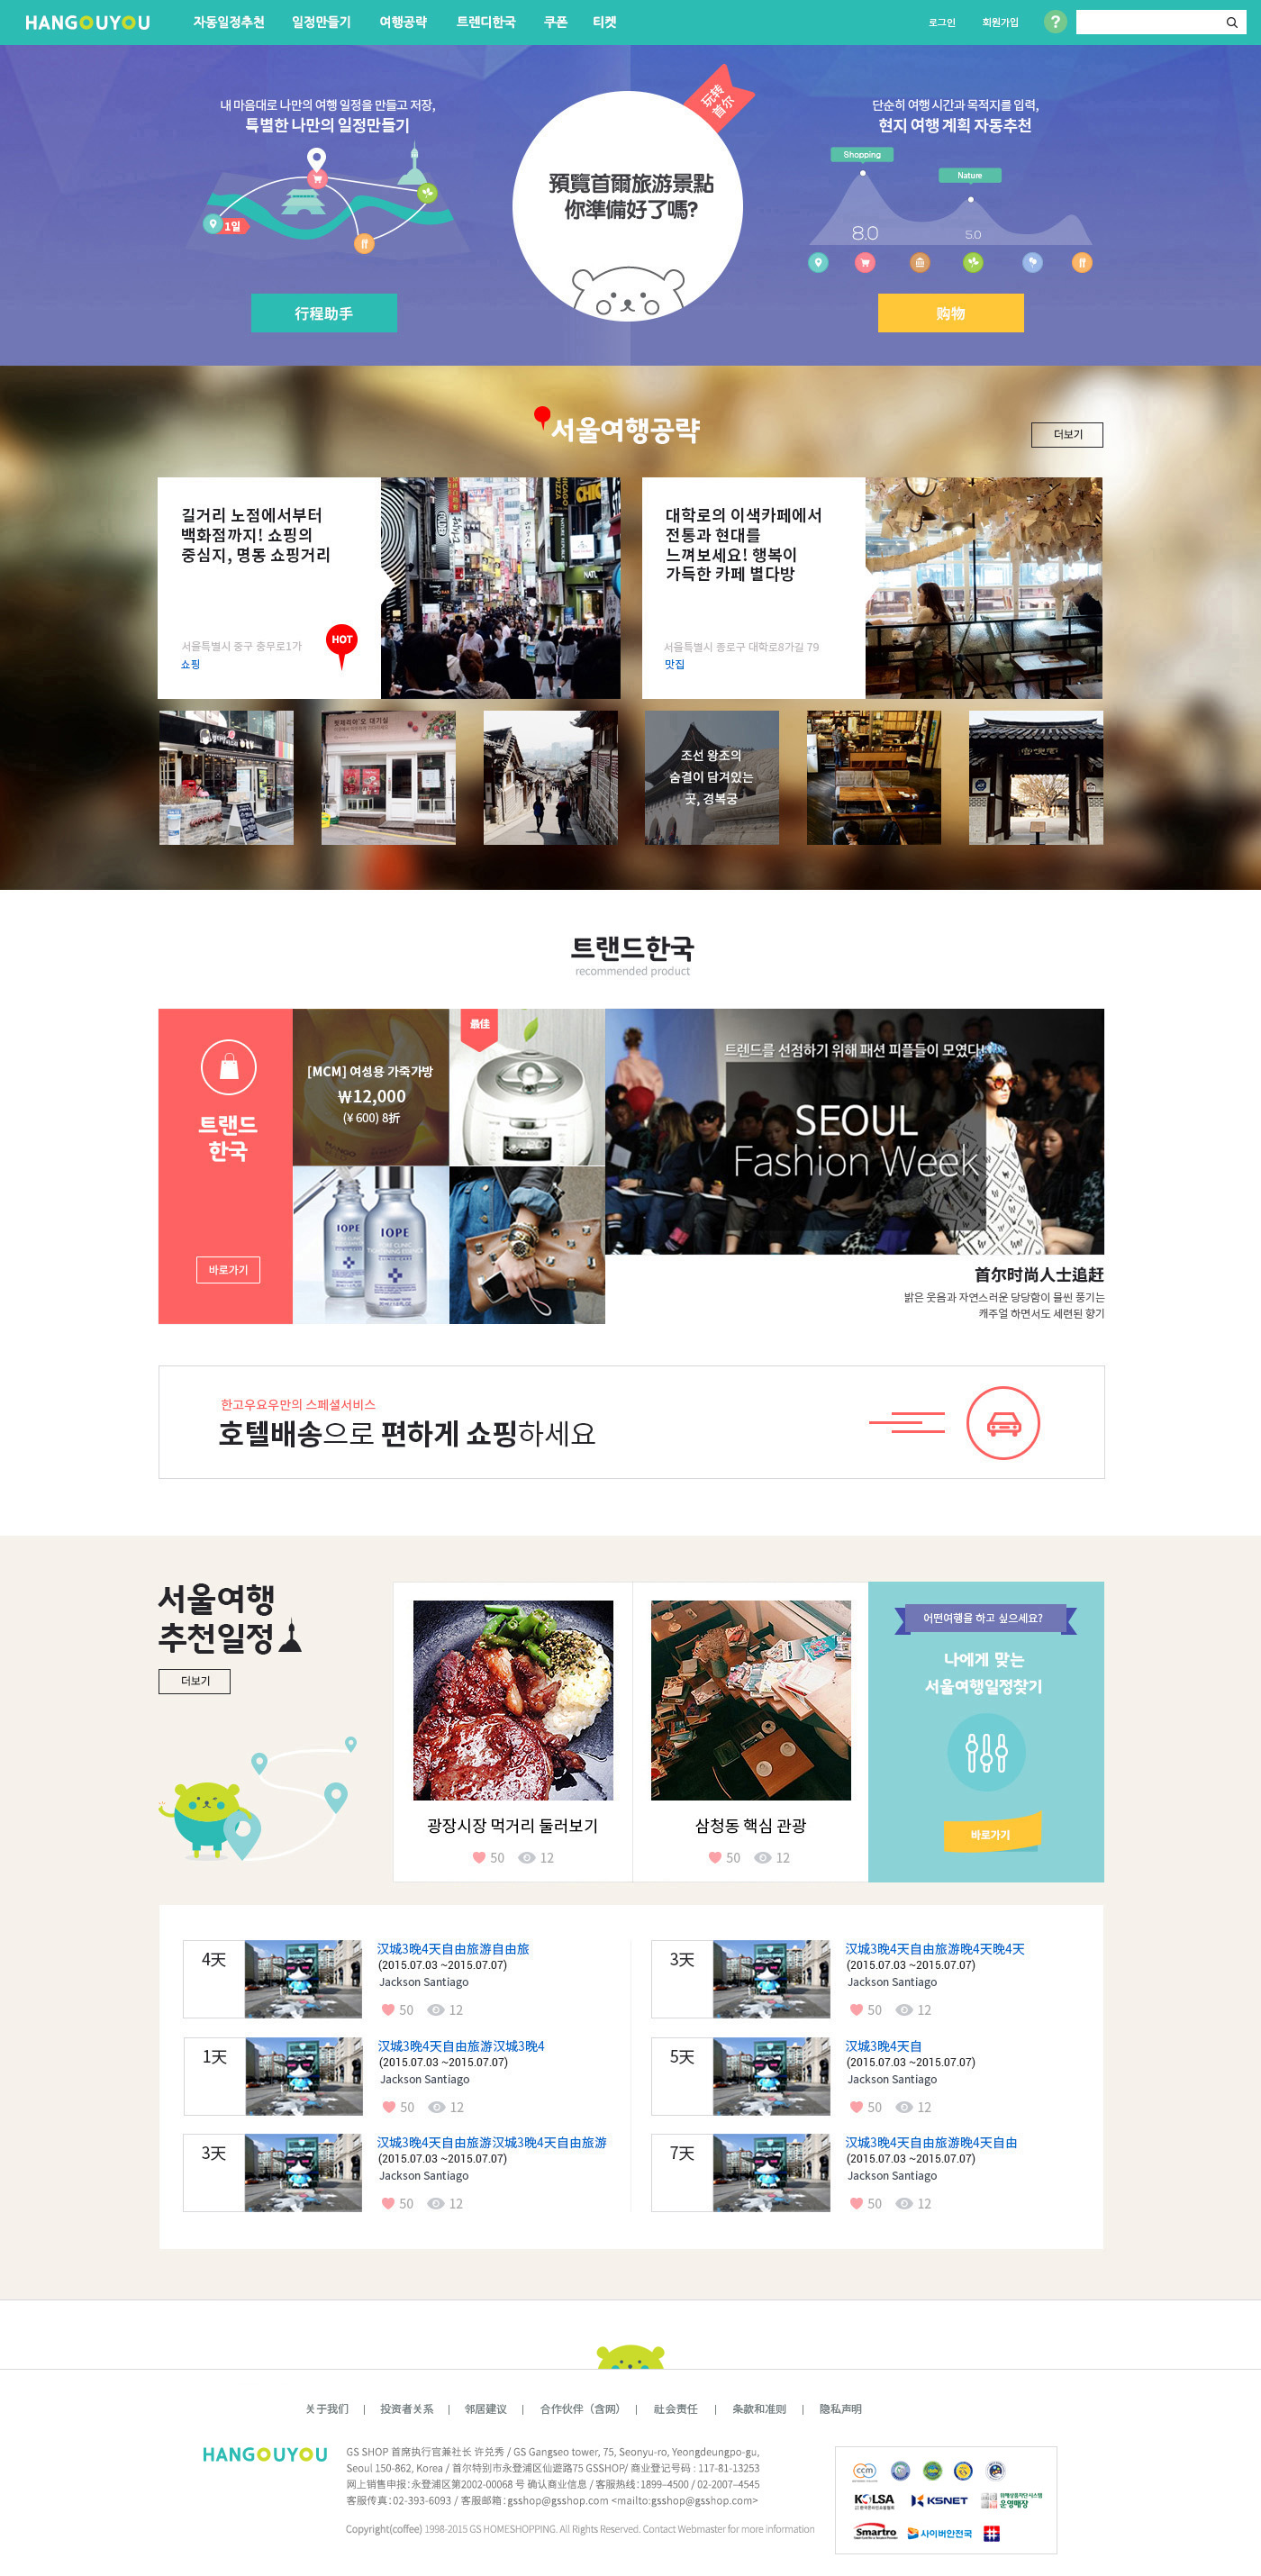 HANGOUYOU 자동일정추천 일정만들기 여행공략 트렌디한국 쿠폰 티켓 로그인 회원가입 ?
내 마음대로 나만의 여행 일정을 만들고 저장,
특별한 나만의 일정만들기
1일
行程助手
玩转
首尔
預覽首爾旅游景點
你準備好了嗎?
단순히 여행 시간과 목적지를 입력,
현지 여행 계획 자동추천
Shopping
Nature
8.0
5.0
购物
서울여행공략
더보기
길거리 노점에서부터
백화점까지! 쇼핑의
중심지, 명동 쇼핑거리
서울특별시 중구 충무로1가
쇼핑
HOT
대학로의 이색카페에서
전통과 현대를
느껴보세요! 행복이
가득한 카페 별다방
서울특별시 종로구 대학로8가길 79
맛집
조선 왕조의
숨결이 담겨있는
곳, 경복궁
트랜드한국
recommended product
트랜드
한국
바로가기
[MCM] 여성용 가죽가방
₩12,000
(¥ 600) 8折
最佳
IOPE
IOPE
트렌드를 선점하기 위해 패션 피플들이 모였다!
SEOUL
Fashion Week
首尔时尚人士追赶
밝은 웃음과 자연스러운 당당함이 물씬 풍기는
캐주얼 하면서도 세련된 향기
한고우요우만의 스페셜서비스
호텔배송으로 편하게 쇼핑하세요
서울여행
추천일정
더보기
광장시장 먹거리 둘러보기
50 12
삼청동 핵심 관광
50 12
어떤여행을 하고 싶으세요?
나에게 맞는
서울여행일정찾기
바로가기
4天
汉城3晚4天自由旅游自由旅
(2015.07.03 ~2015.07.07)
Jackson Santiago
50 12
3天
汉城3晚4天自由旅游晚4天晚4天
(2015.07.03 ~2015.07.07)
Jackson Santiago
50 12
1天
汉城3晚4天自由旅游汉城3晚4
(2015.07.03 ~2015.07.07)
Jackson Santiago
50 12
5天
汉城3晚4天自
(2015.07.03 ~2015.07.07)
Jackson Santiago
50 12
3天
汉城3晚4天自由旅游汉城3晚4天自由旅游
(2015.07.03 ~2015.07.07)
Jackson Santiago
50 12
7天
汉城3晚4天自由旅游晚4天自由
(2015.07.03 ~2015.07.07)
Jackson Santiago
50 12
关于我们 | 投资者关系 | 邻居建议 | 合作伙伴（含网） | 社会责任 | 条款和准则 | 隐私声明
HANGOUYOU
GS SHOP 首席执行官兼社长 许兑秀 / GS Gangseo tower, 75, Seonyu-ro, Yeongdeungpo-gu,
Seoul 150-862, Korea / 首尔特别市永登浦区仙遊路75 GSSHOP/ 商业登记号码 : 117-81-13253
网上销售申报:永登浦区第2002-00068 号 确认商业信息 / 客服热线:1899-4500 / 02-2007-4545
客服传真:02-393-6093 / 客服邮箱:gsshop@gsshop.com <mailto:gsshop@gsshop.com>
Copyright(coffee) 1998-2015 GS HOMESHOPPING. All Rights Reserved. Contact Webmaster for more information
ccm
KOLSA
KSNET
운영매장
Smartro
사이버안전국